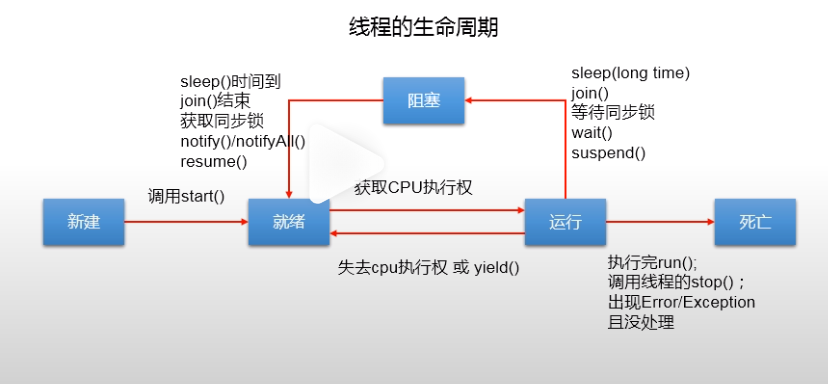 线程的生命周期
sleep()时间到
join()结束
获取同步锁
notify()/notifyAll()
resume()
阻塞
sleep(long time)
join()
等待同步锁
wait()
suspend()
新建
调用start()
就绪
获取CPU执行权
失去cpu执行权 或 yield()
运行
死亡
执行完run();
调用线程的stop()；
出现Error/Exception
且没处理